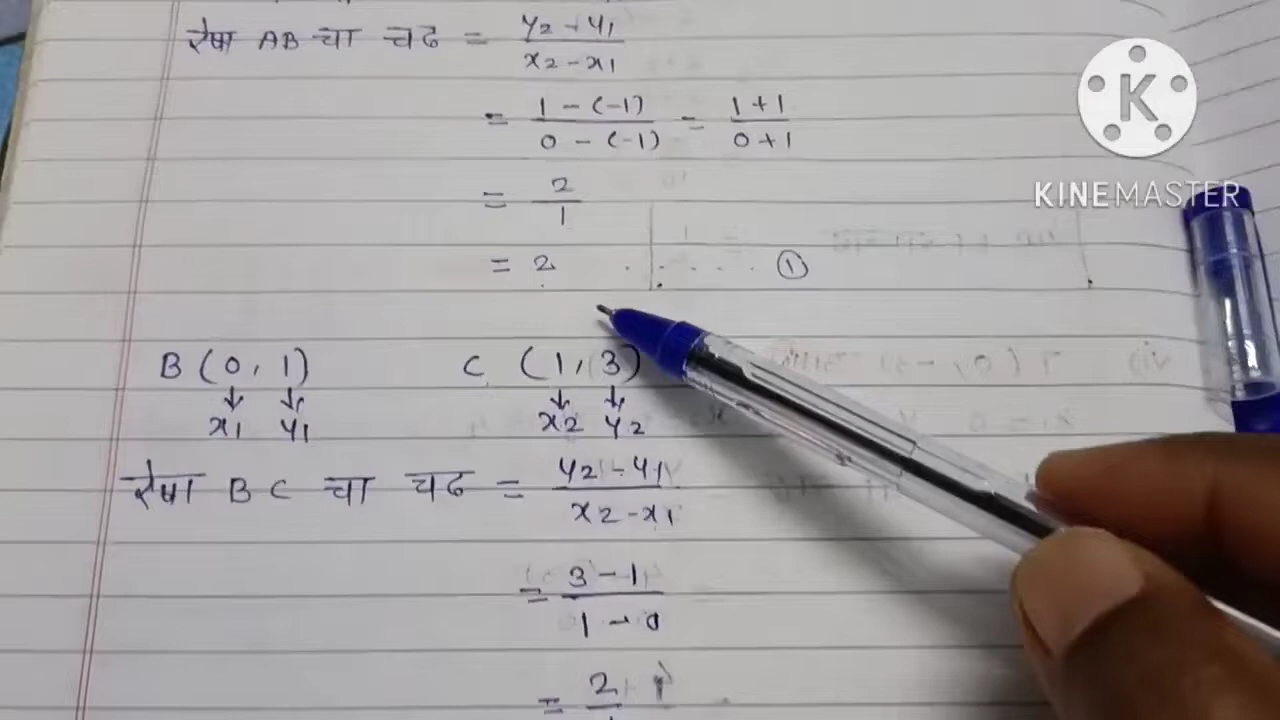 रेषा AB चा चढ = y2 - y1 / x2 - x1
= 1 - (-1) / 0 - (-1) = 1 + 1 / 0 + 1
= 2 / 1
= 2 ...... ①
B (0, 1) C (1, 3)
↓ ↓ ↓ ↓
x1 y1 x2 y2
रेषा BC चा चढ = y2 - y1 / x2 - x1
= 3 - 1 / 1 - 0
= 2
K
KINEMASTER